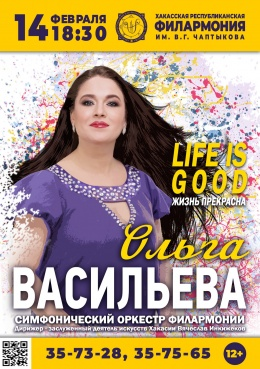 14 ФЕВРАЛЯ
18:30
ХАКАССКАЯ РЕСПУБЛИКАНСКАЯ
ФИЛАРМОНИЯ
ИМ. В.Г. ЧАПТЫКОВА
LIFE IS
GOOD
ЖИЗНЬ ПРЕКРАСНА
Ольга
ВАСИЛЬЕВА
СИМФОНИЧЕСКИЙ ОРКЕСТР ФИЛАРМОНИИ
Дирижер - заслуженный деятель искусств Хакасии Вячеслав Инкижеков
35-73-28, 35-75-65
12+